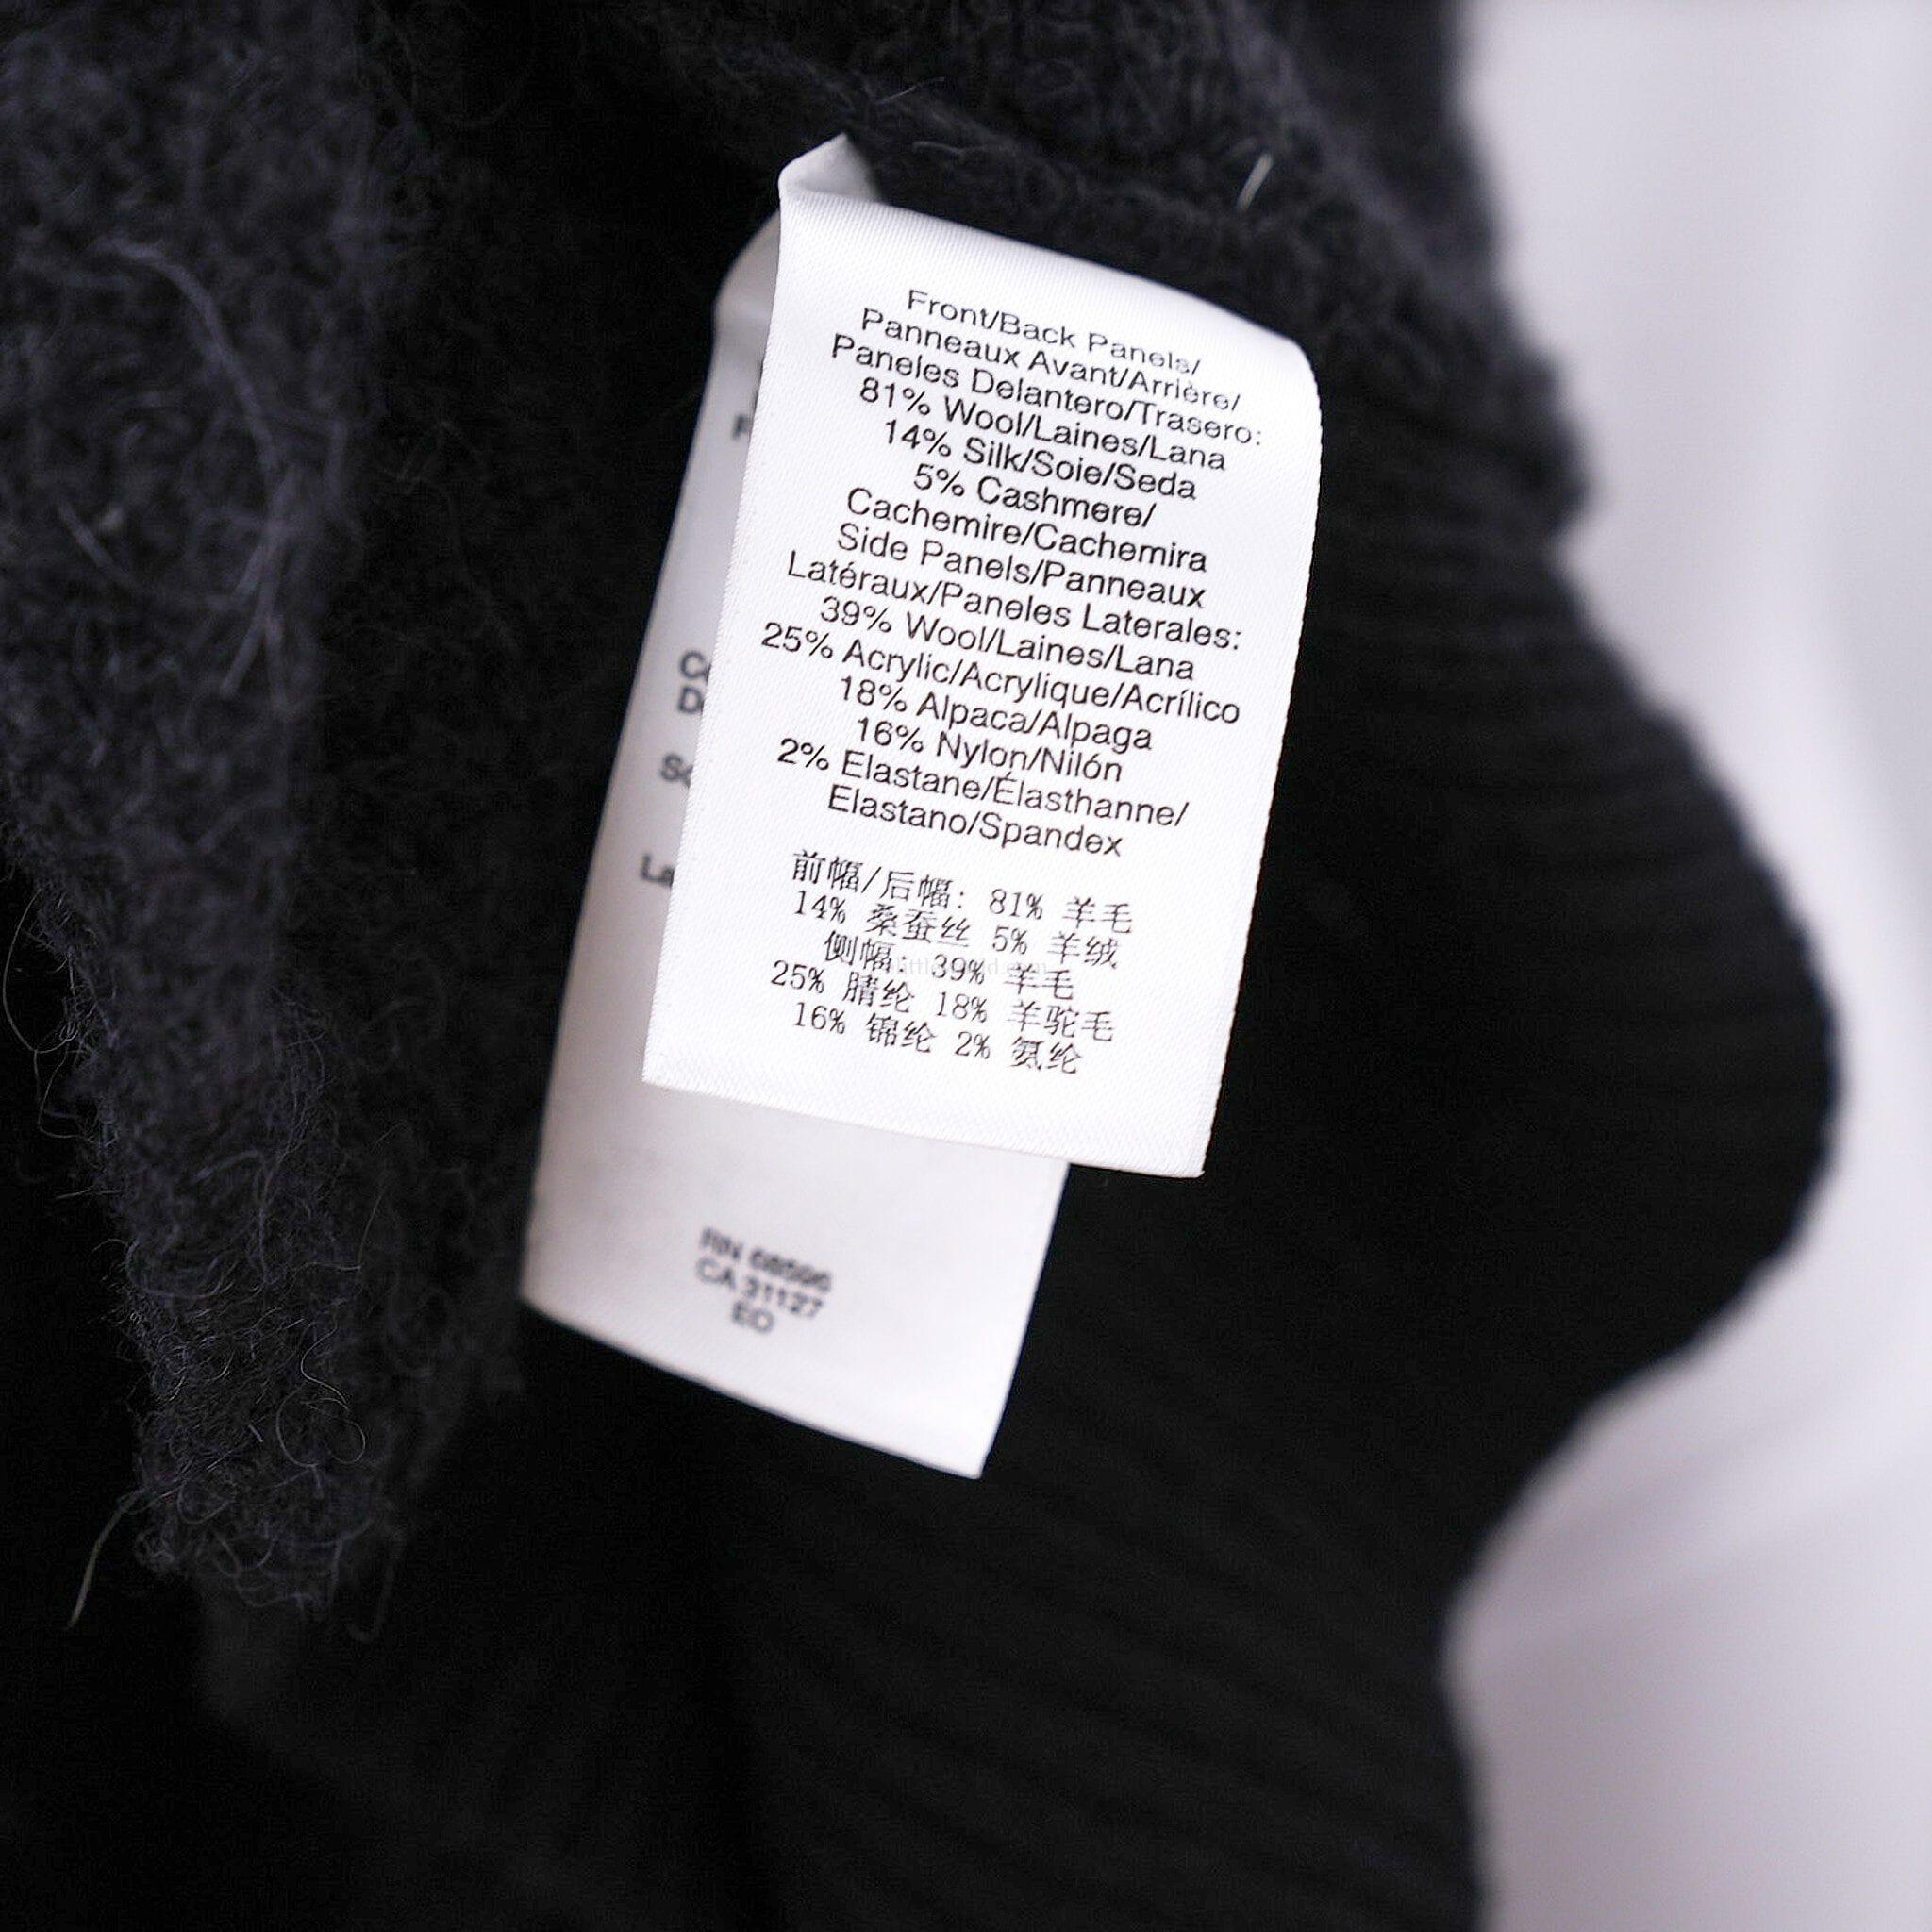 Front/Back Panels/
Panneaux Avant/Arrière/
Paneles Delantero/Trasero:
81% Wool/Laines/Lana
14% Silk/Soie/Seda
5% Cashmere/
Cachemire/Cachemira
Side Panels/Panneaux
Latéraux/Paneles Laterales:
39% Wool/Laines/Lana
25% Acrylic/Acrylique/Acrílico
18% Alpaca/Alpaga
16% Nylon/Nilón
2% Elastane/Élasthanne/
Elastano/Spandex
前幅/后幅: 81% 羊毛
14% 桑蚕丝 5% 羊绒
侧幅: 39% 羊毛
25% 腈纶 18% 羊驼毛
16% 锦纶 2% 氨纶
RN
CA 31127
EO